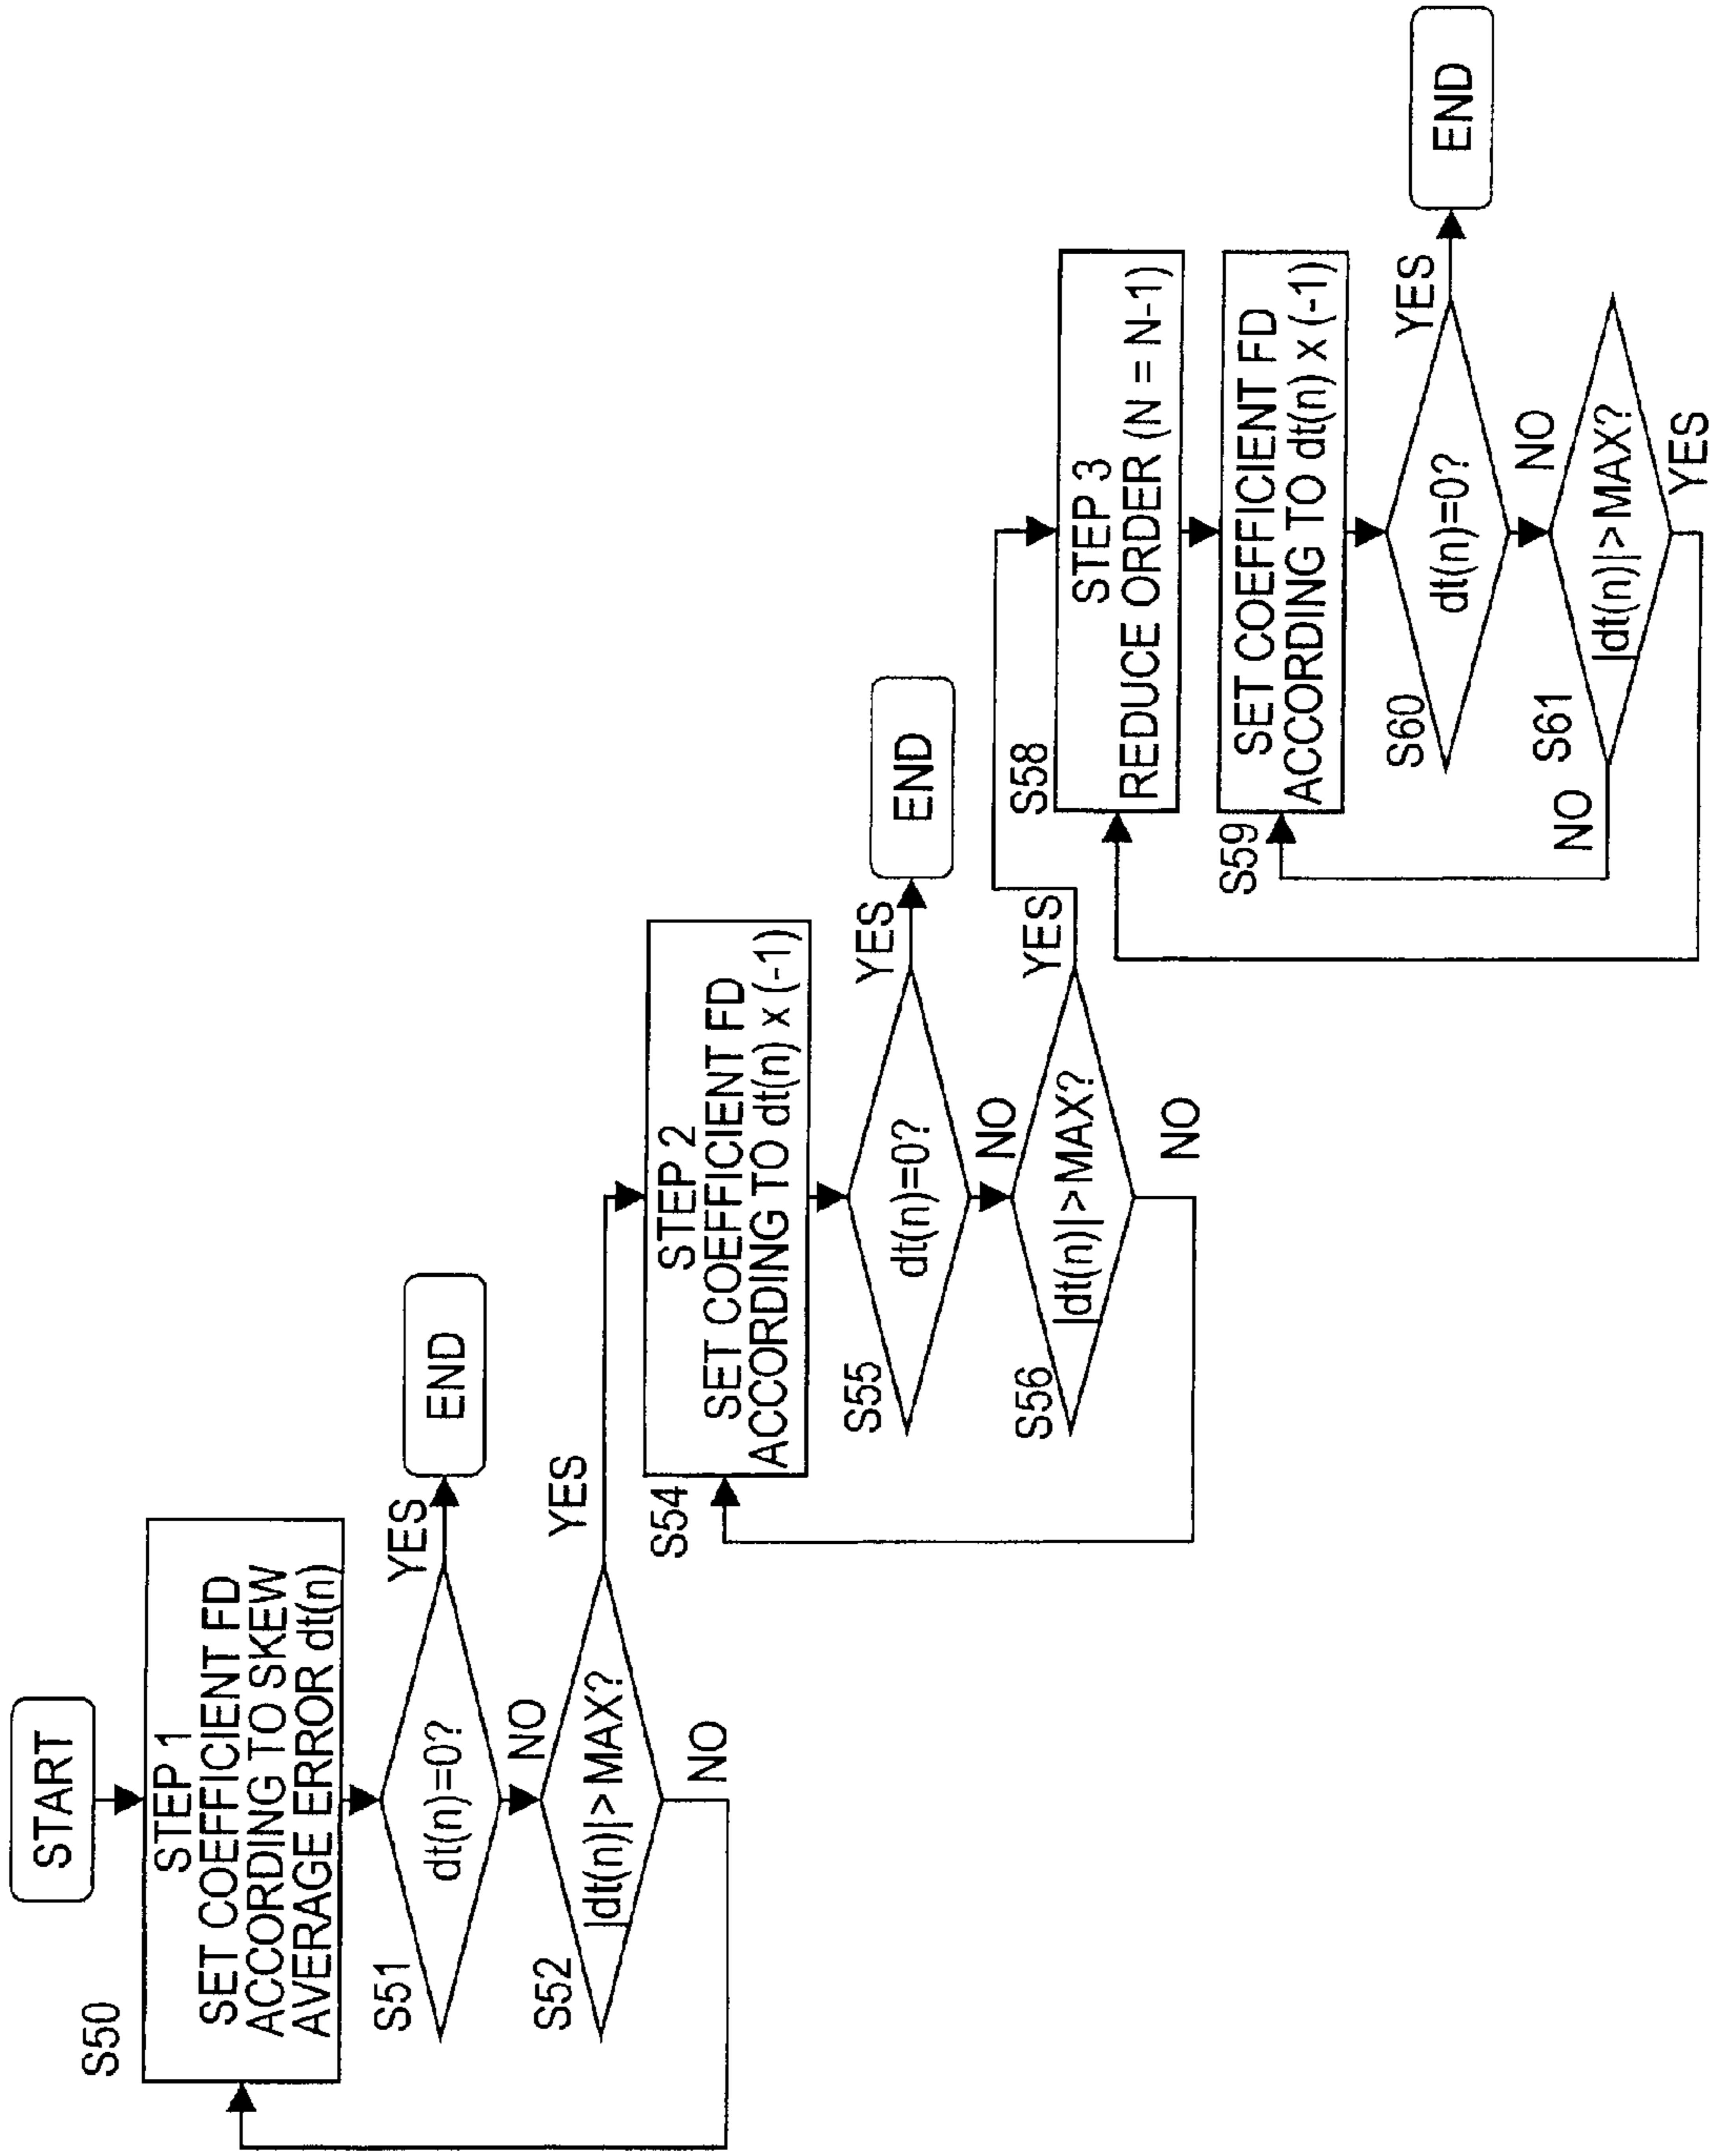 START
S50
STEP 1
SET COEFFICIENT FD
ACCORDING TO SKEW
AVERAGE ERROR dt(n)
S51
dt(n)=0?
YES
END
NO
S52
|dt(n)|>MAX?
YES
NO
S54
STEP 2
SET COEFFICIENT FD
ACCORDING TO dt(n) x (-1)
S55
dt(n)=0?
YES
END
NO
S56
|dt(n)|>MAX?
YES
NO
S58
STEP 3
REDUCE ORDER (N = N-1)
S59
SET COEFFICIENT FD
ACCORDING TO dt(n) x (-1)
S60
dt(n)=0?
YES
END
NO
S61
|dt(n)|>MAX?
NO
YES